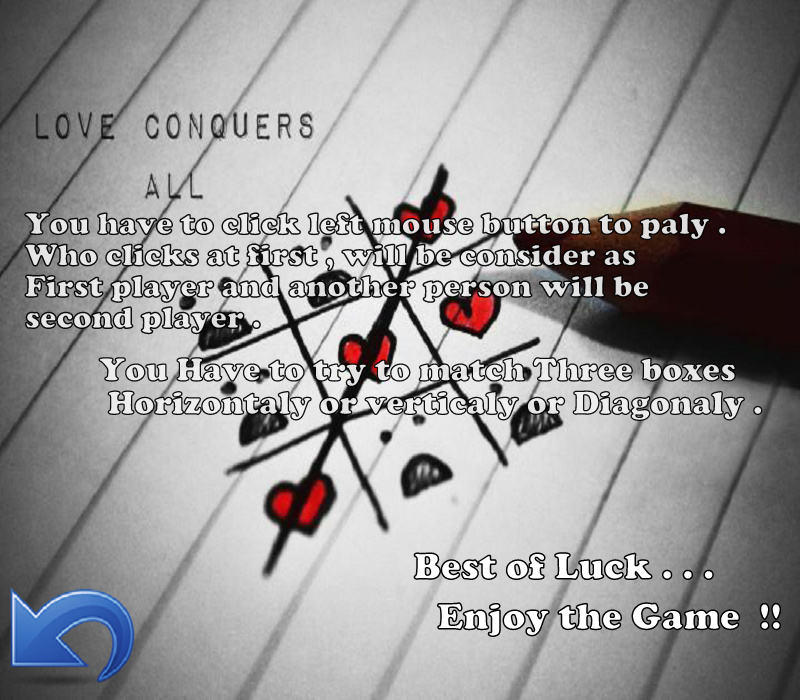 LOVE CONQUERS
ALL
You have to click left mouse button to paly .
Who clicks at first , will be consider as
First player and another person will be
second player .
You Have to try to match Three boxes
Horizontaly or verticaly or Diagonaly .
Best of Luck . . .
Enjoy the Game !!